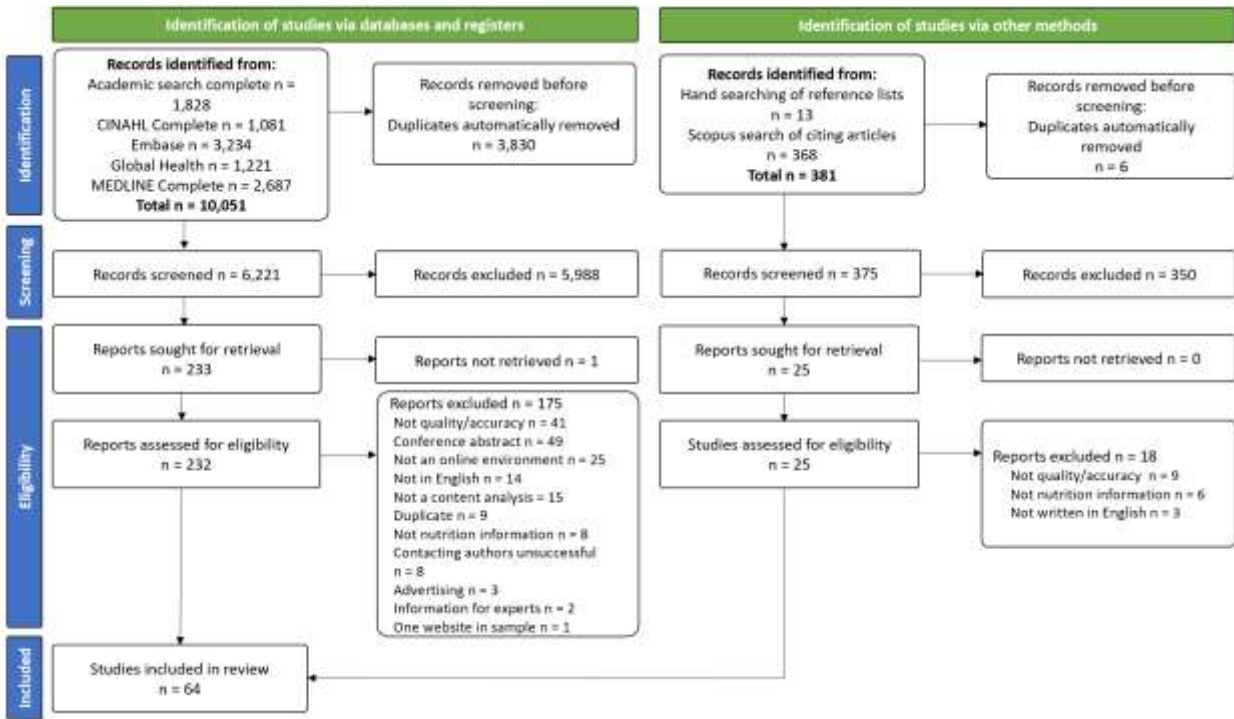 Identification of studies via databases and registers
Identification of studies via other methods
Identification
Records identified from:
Academic search complete n =
1,828
CINAHL Complete n = 1,081
Embase n = 3,234
Global Health n = 1,221
MEDLINE Complete n = 2,687
Total n = 10,051
Records removed before
screening:
Duplicates automatically removed
n = 3,830
Records identified from:
Hand searching of reference lists
n = 13
Scopus search of citing articles
n = 368
Total n = 381
Records removed before
screening:
Duplicates automatically
removed
n = 6
Screening
Records screened n = 6,221
Records excluded n = 5,988
Records screened n = 375
Records excluded n = 350
Eligibility
Reports sought for retrieval
n = 233
Reports not retrieved n = 1
Reports sought for retrieval
n = 25
Reports not retrieved n = 0
Reports assessed for eligibility
n = 232
Reports excluded n = 175
Not quality/accuracy n = 41
Conference abstract n = 49
Not an online environment n = 25
Not in English n = 14
Not a content analysis n = 15
Duplicate n = 9
Not nutrition information n = 8
Contacting authors unsuccessful
n = 8
Advertising n = 3
Information for experts n = 2
One website in sample n = 1
Studies assessed for eligibility
n = 25
Reports excluded n = 18
Not quality/accuracy n = 9
Not nutrition information n = 6
Not written in English n = 3
Included
Studies included in review
n = 64